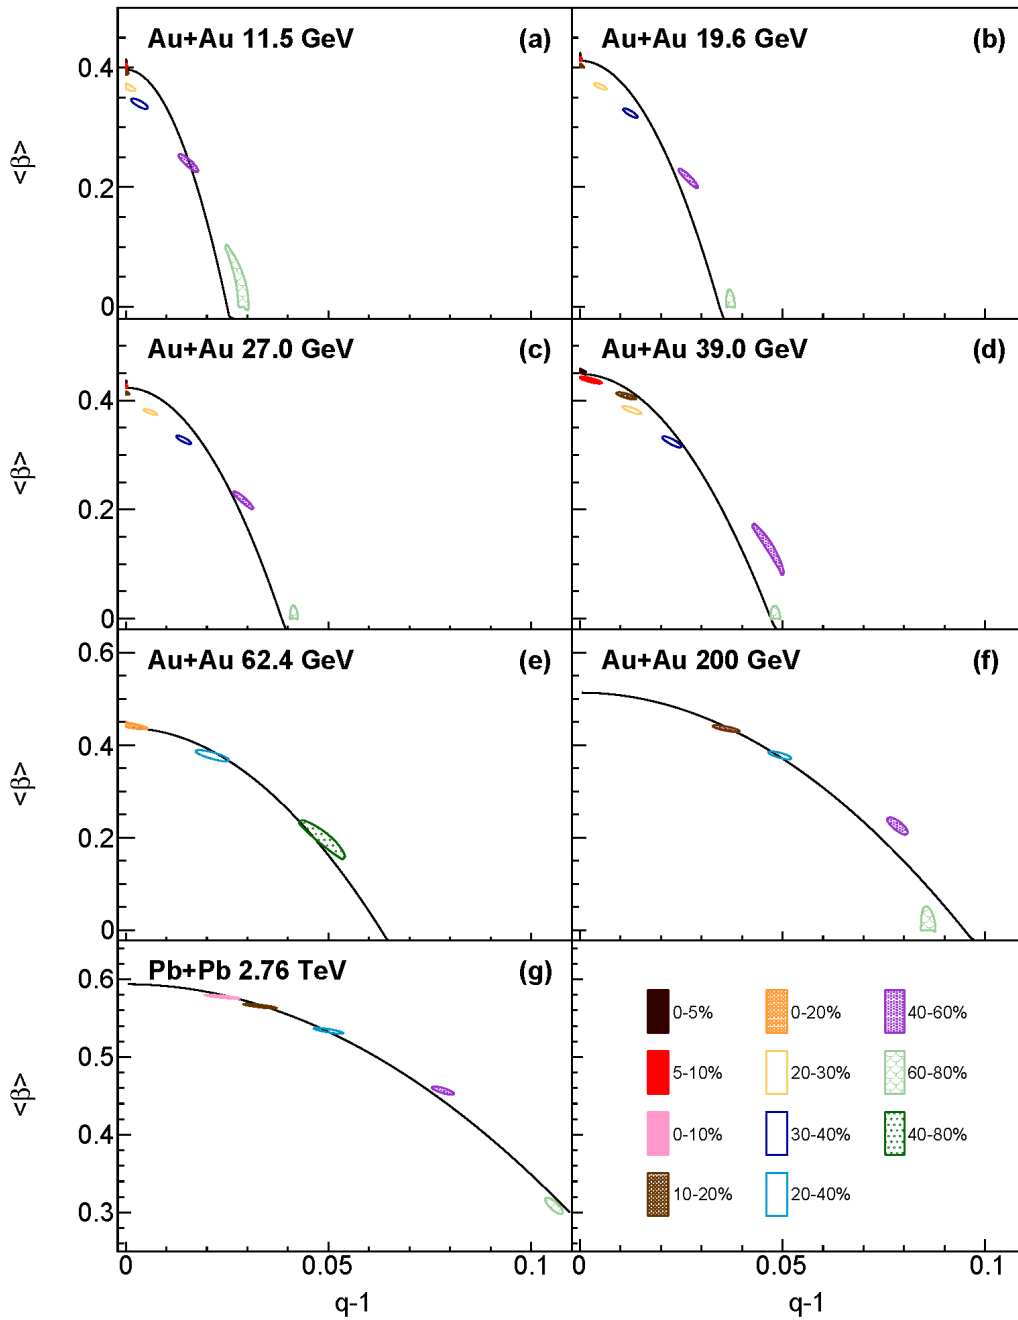 Au+Au 11.5 GeV (a)
Au+Au 19.6 GeV (b)
0.4
0.2
0
<β>
Au+Au 27.0 GeV (c)
Au+Au 39.0 GeV (d)
0.4
0.2
0
<β>
Au+Au 62.4 GeV (e)
Au+Au 200 GeV (f)
0.6
0.4
0.2
0
<β>
Pb+Pb 2.76 TeV (g)
0.6
0.5
0.4
0.3
<β>
0-5%
0-20%
40-60%
5-10%
20-30%
60-80%
0-10%
30-40%
40-80%
10-20%
20-40%
0 0.05 0.1
0 0.05 0.1
q-1
q-1